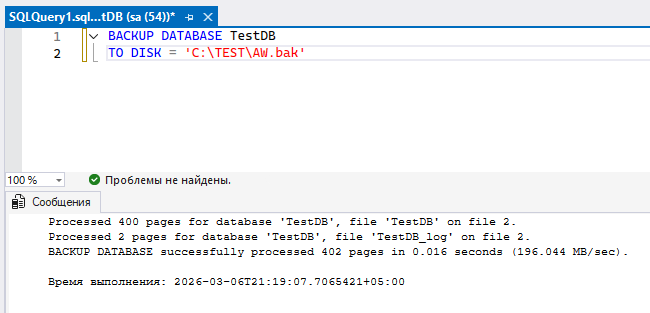 SQLQuery1.sql...tDB (sa (54))*
1 BACKUP DATABASE TestDB
2 TO DISK = 'C:\TEST\AW.bak'
100 % Проблемы не найдены.
Сообщения
Processed 400 pages for database 'TestDB', file 'TestDB' on file 2.
Processed 2 pages for database 'TestDB', file 'TestDB_log' on file 2.
BACKUP DATABASE successfully processed 402 pages in 0.016 seconds (196.044 MB/sec).
Время выполнения: 2026-03-06T21:19:07.7065421+05:00